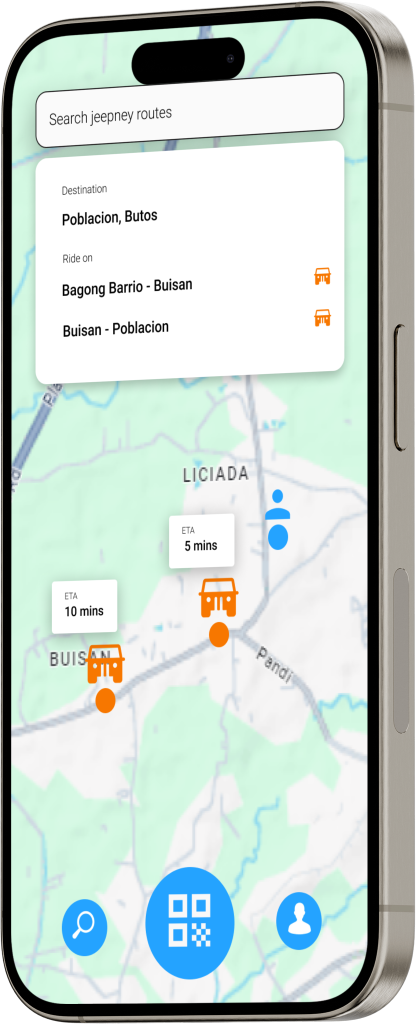 Search jeepney routes
Destination
Poblacion, Butos
Ride on
Bagong Barrio - Buisan
Buisan - Poblacion
LICIADA
ETA
5 mins
ETA
10 mins
BUISAN
Pandi